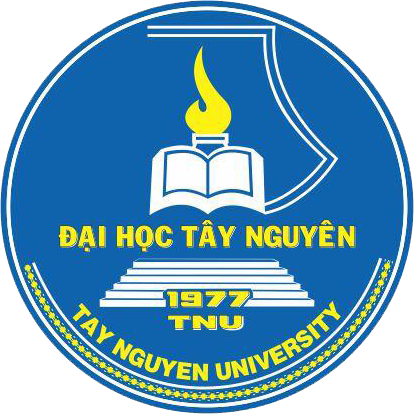 ĐẠI HỌC TÂY NGUYÊN
1977
TNU
TAY NGUYEN UNIVERSITY